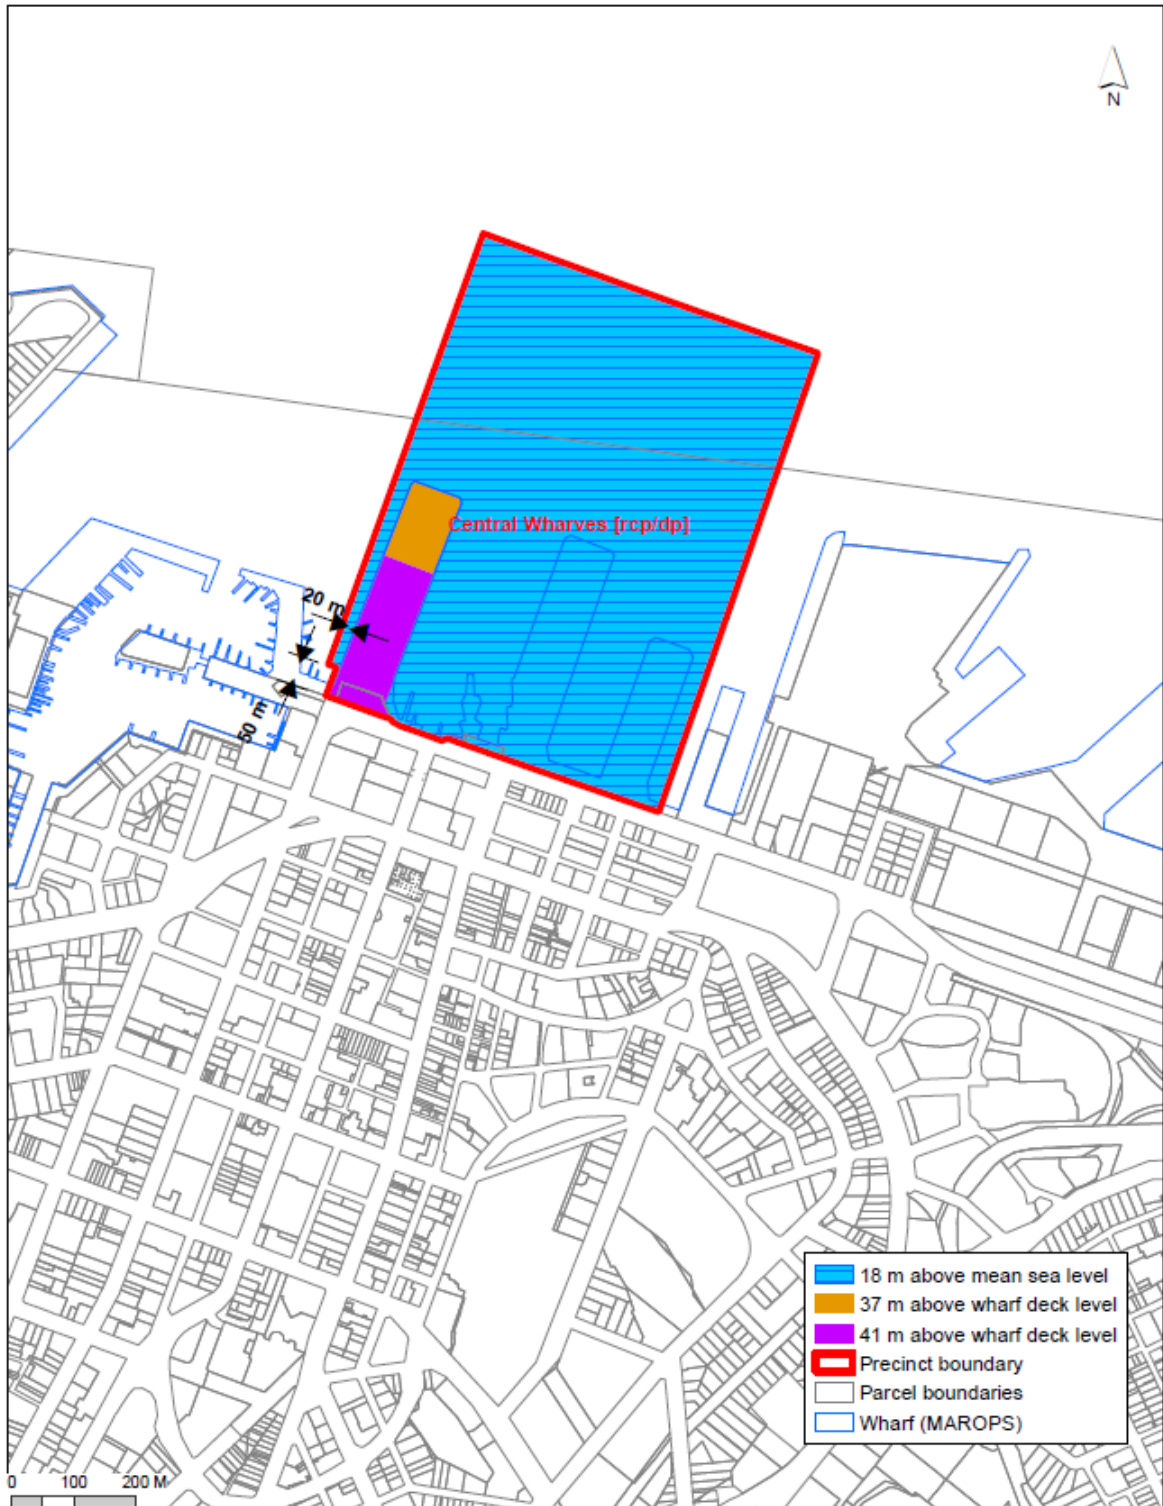 N
Central Wharves [rcp/dp]
20 m
50 m
18 m above mean sea level
37 m above wharf deck level
41 m above wharf deck level
Precinct boundary
Parcel boundaries
Wharf (MAROPS)
0 100 200 M